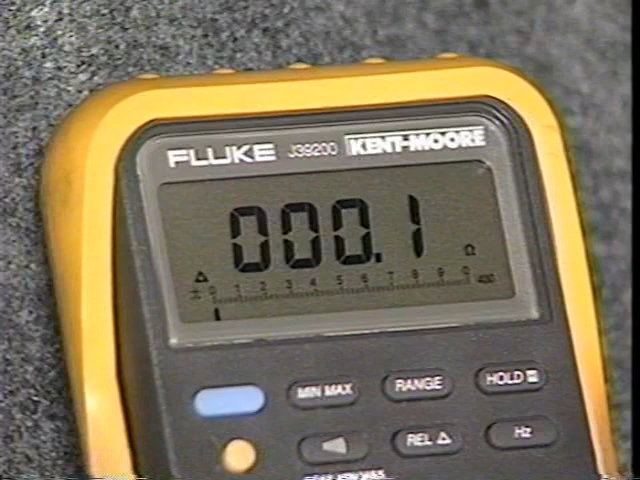 FLUKE J39200 KENT-MOORE
000.1 Ω
Δ
± 0 1 2 3 4 5 6 7 8 9 0 400
MIN MAX RANGE HOLD
REL Δ Hz